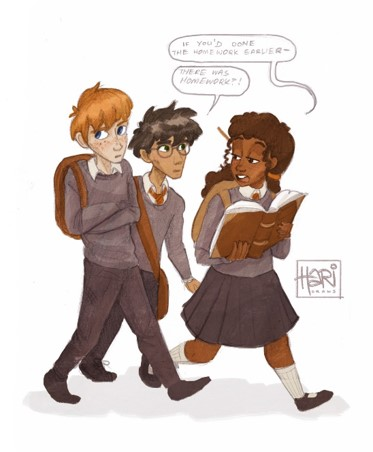 IF YOU'D DONE
THE HOMEWORK EARLIER-
THERE WAS
HOMEWORK?!
HARi